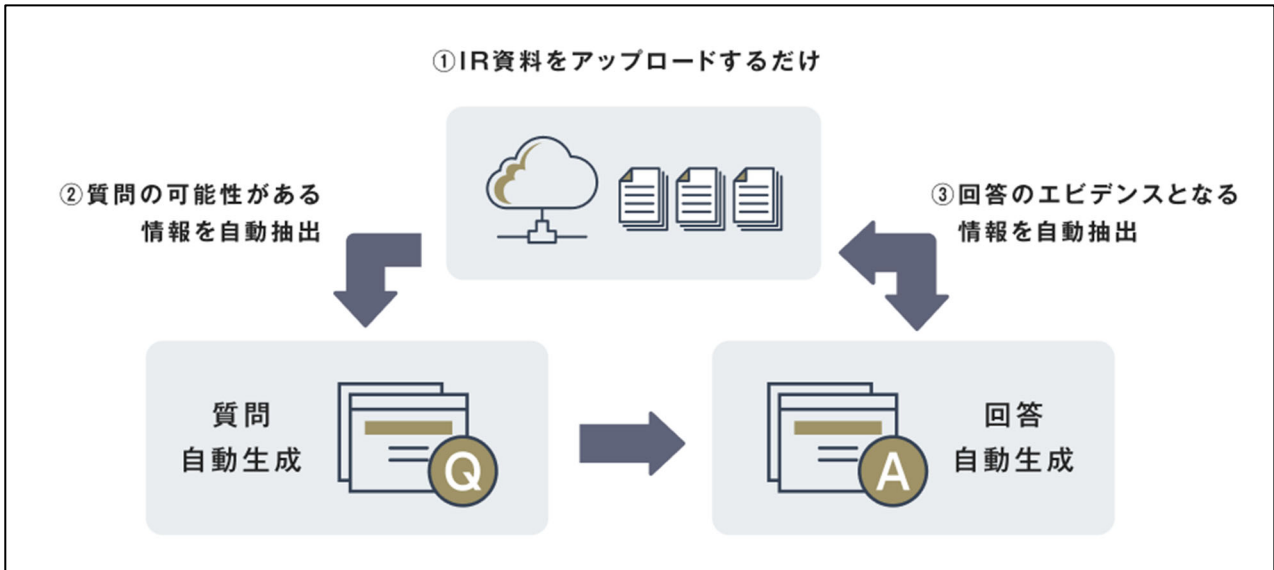 ①IR資料をアップロードするだけ
②質問の可能性がある
情報を自動抽出
③回答のエビデンスとなる
情報を自動抽出
質問
自動生成
Q
A
回答
自動生成